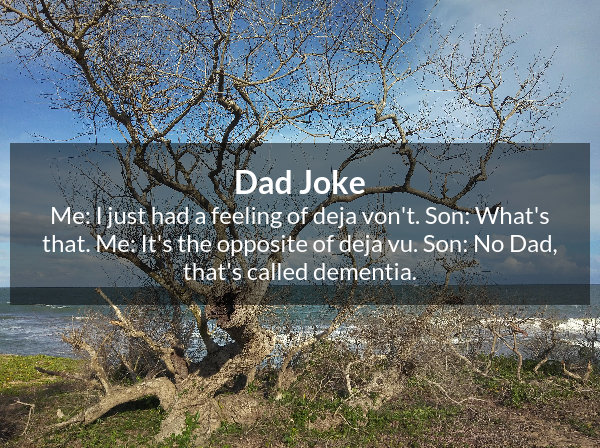 Dad Joke
Me: I just had a feeling of deja von't. Son: What's
that. Me: It's the opposite of deja vu. Son: No Dad,
that's called dementia.